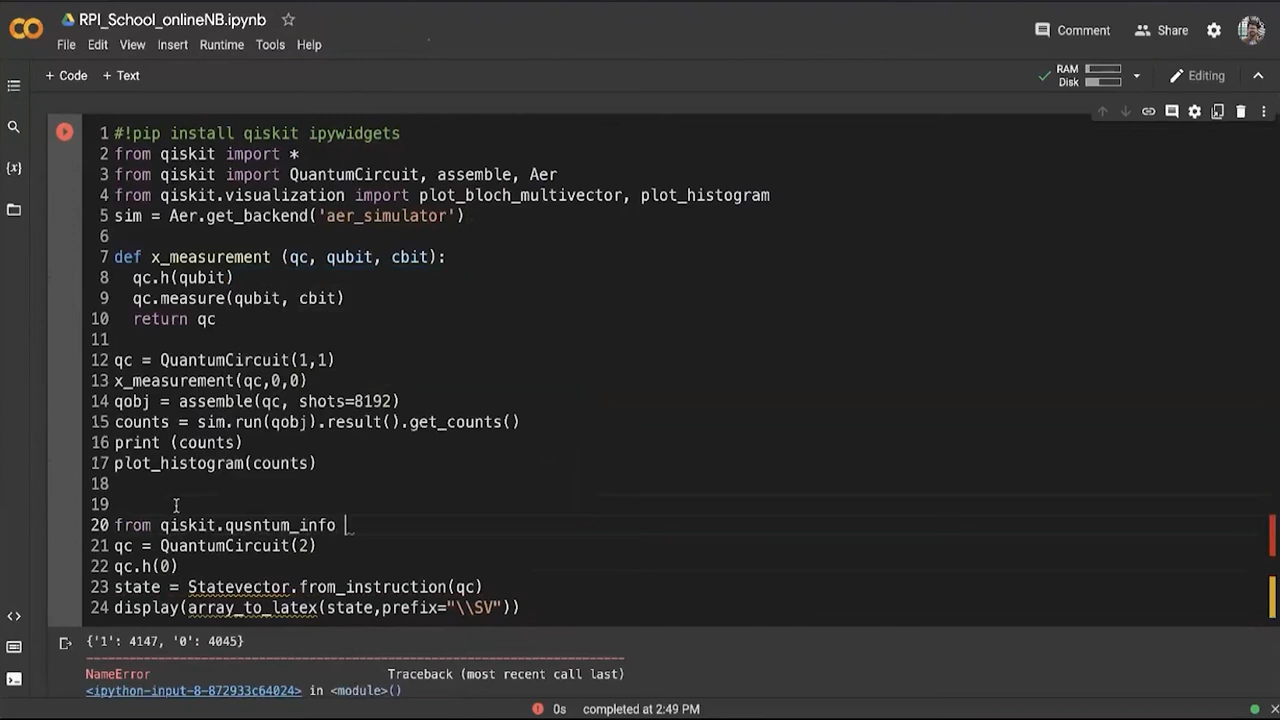 RPI_School_onlineNB.ipynb
File Edit View Insert Runtime Tools Help
Comment Share
+ Code + Text
RAM
Disk
Editing
1 #!pip install qiskit ipywidgets
2 from qiskit import *
3 from qiskit import QuantumCircuit, assemble, Aer
4 from qiskit.visualization import plot_bloch_multivector, plot_histogram
5 sim = Aer.get_backend('aer_simulator')
6
7 def x_measurement (qc, qubit, cbit):
8 qc.h(qubit)
9 qc.measure(qubit, cbit)
10 return qc
11
12 qc = QuantumCircuit(1,1)
13 x_measurement(qc,0,0)
14 qobj = assemble(qc, shots=8192)
15 counts = sim.run(qobj).result().get_counts()
16 print (counts)
17 plot_histogram(counts)
18
19
20 from qiskit.qusntum_info
21 qc = QuantumCircuit(2)
22 qc.h(0)
23 state = Statevector.from_instruction(qc)
24 display(array_to_latex(state,prefix="\\SV"))
{'1': 4147, '0': 4045}
---------------------------------------------------------------------------
NameError Traceback (most recent call last)
<ipython-input-8-872933c64024> in <module>()
0s completed at 2:49 PM